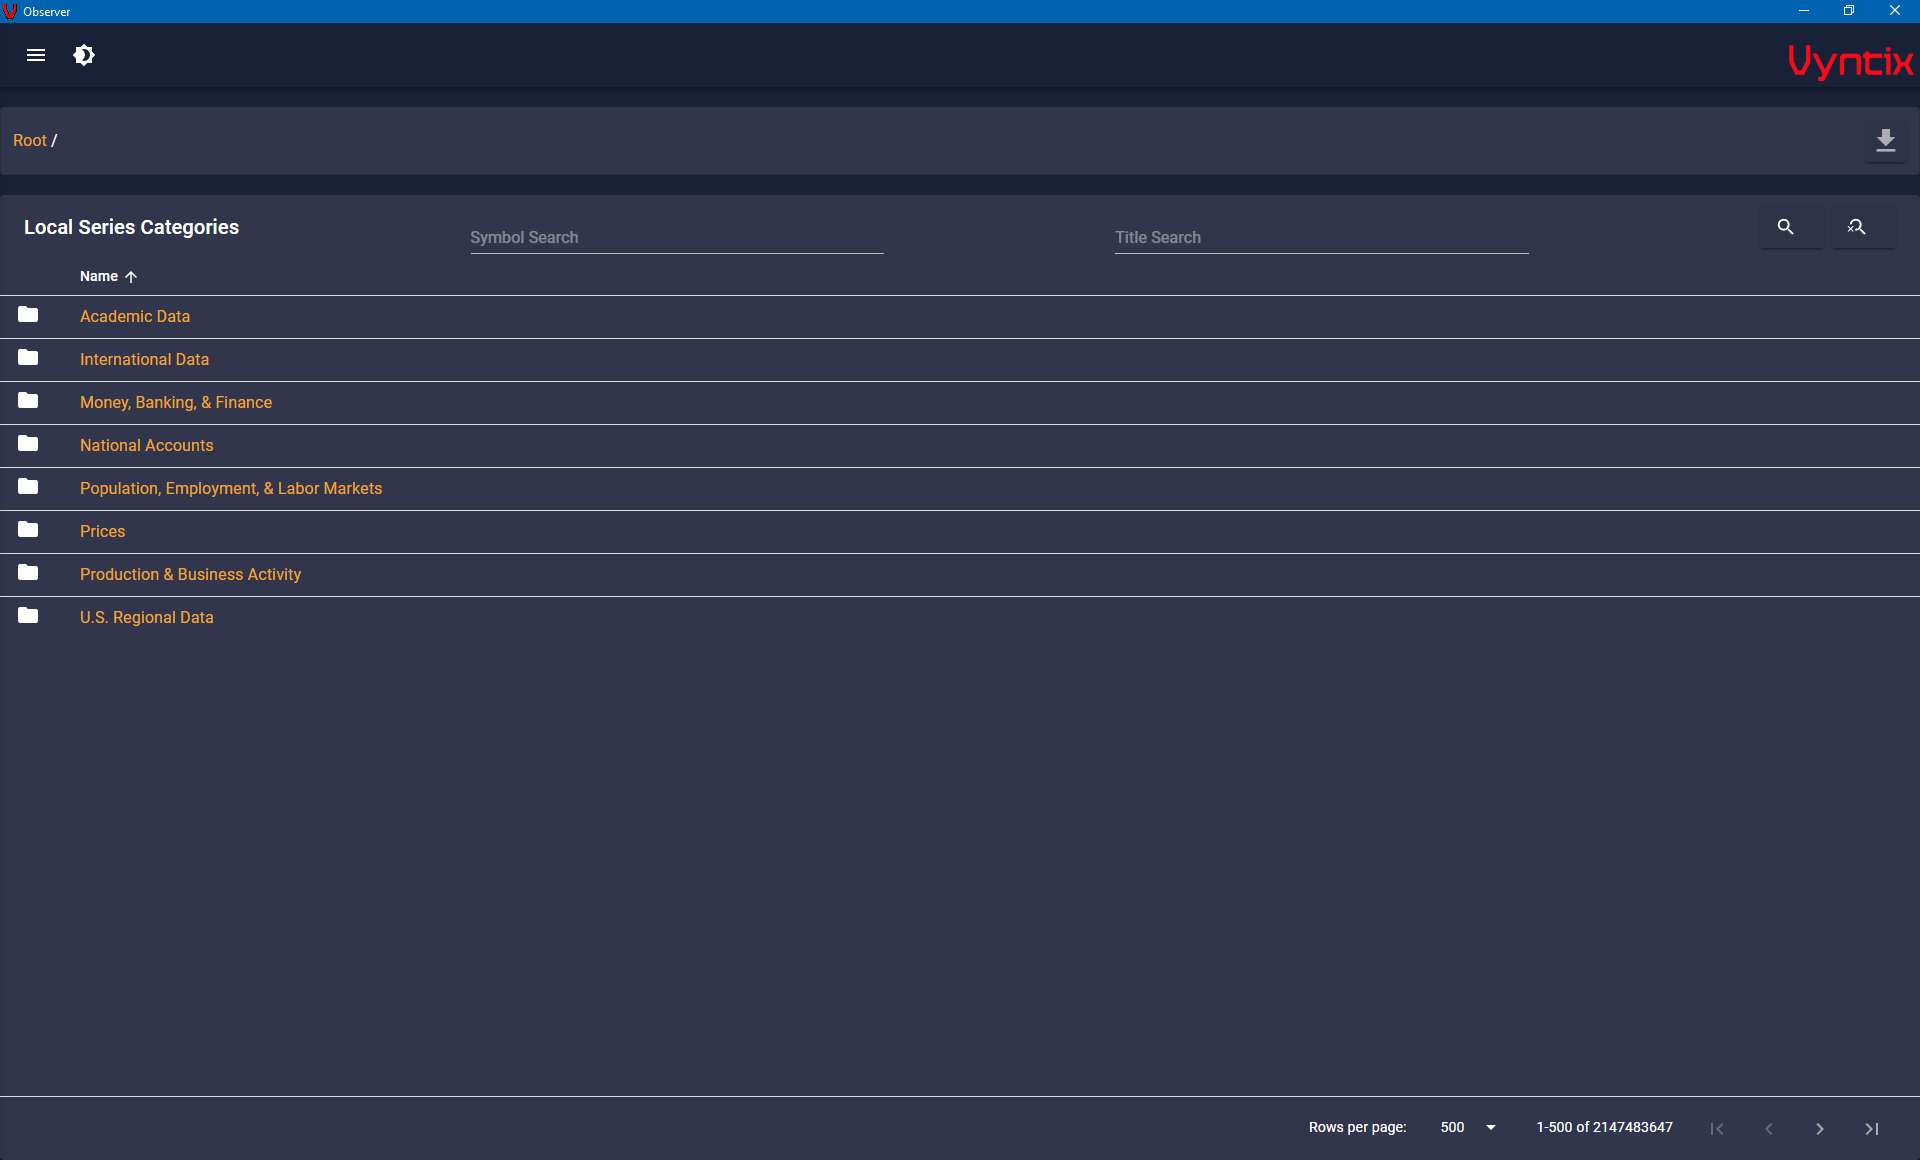 Observer
Vyntix
Root /
Local Series Categories
Symbol Search
Title Search
Name
Academic Data
International Data
Money, Banking, & Finance
National Accounts
Population, Employment, & Labor Markets
Prices
Production & Business Activity
U.S. Regional Data
Rows per page: 500 1-500 of 2147483647